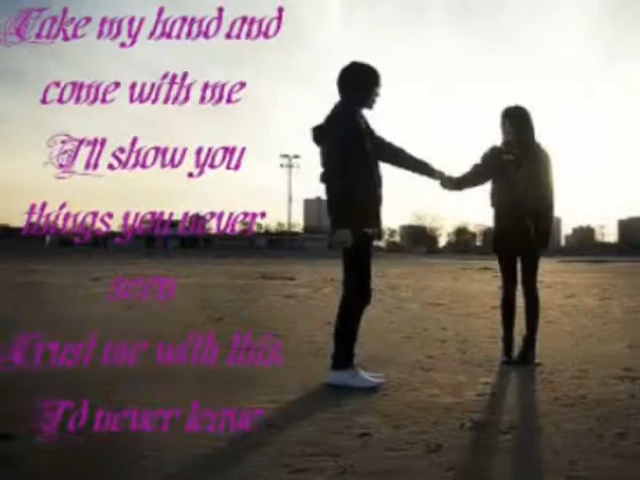 Take my hand and
come with me
I'll show you
things you never
seen
Trust me with this.
I'd never leave